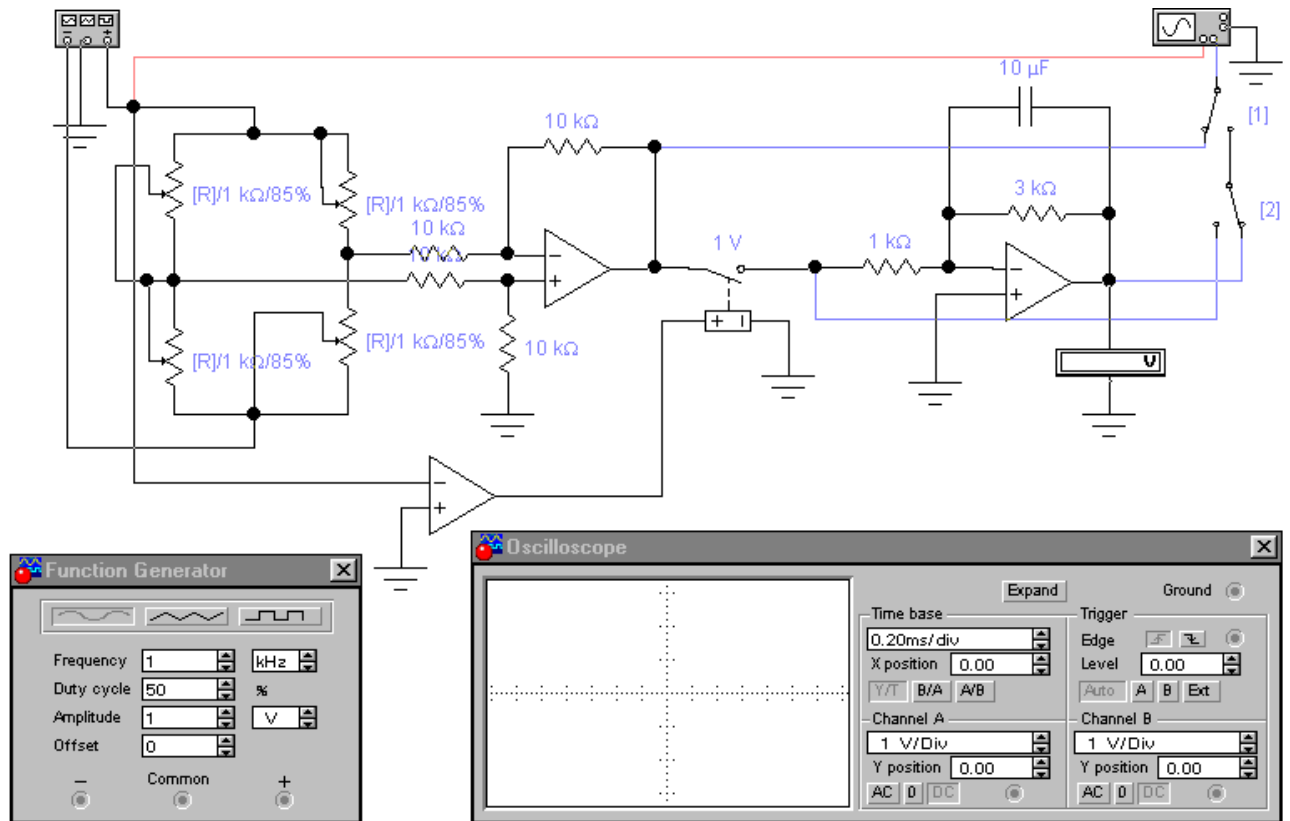 10 µF
[1]
10 kΩ
[R]/1 kΩ/85%
[R]/1 kΩ/85%
3 kΩ
[2]
10 kΩ
1 V
1 kΩ
10 kΩ
[R]/1 kΩ/85%
[R]/1 kΩ/85%
10 kΩ
V
Function Generator
Frequency 1 kHz
Duty cycle 50 %
Amplitude 1 V
Offset 0
− Common +
Oscilloscope
Expand Ground
Time base
0.20ms/div
X position 0.00
Y/T B/A A/B
Trigger
Edge
Level 0.00
Auto A B Ext
Channel A
1 V/Div
Y position 0.00
AC 0 DC
Channel B
1 V/Div
Y position 0.00
AC 0 DC